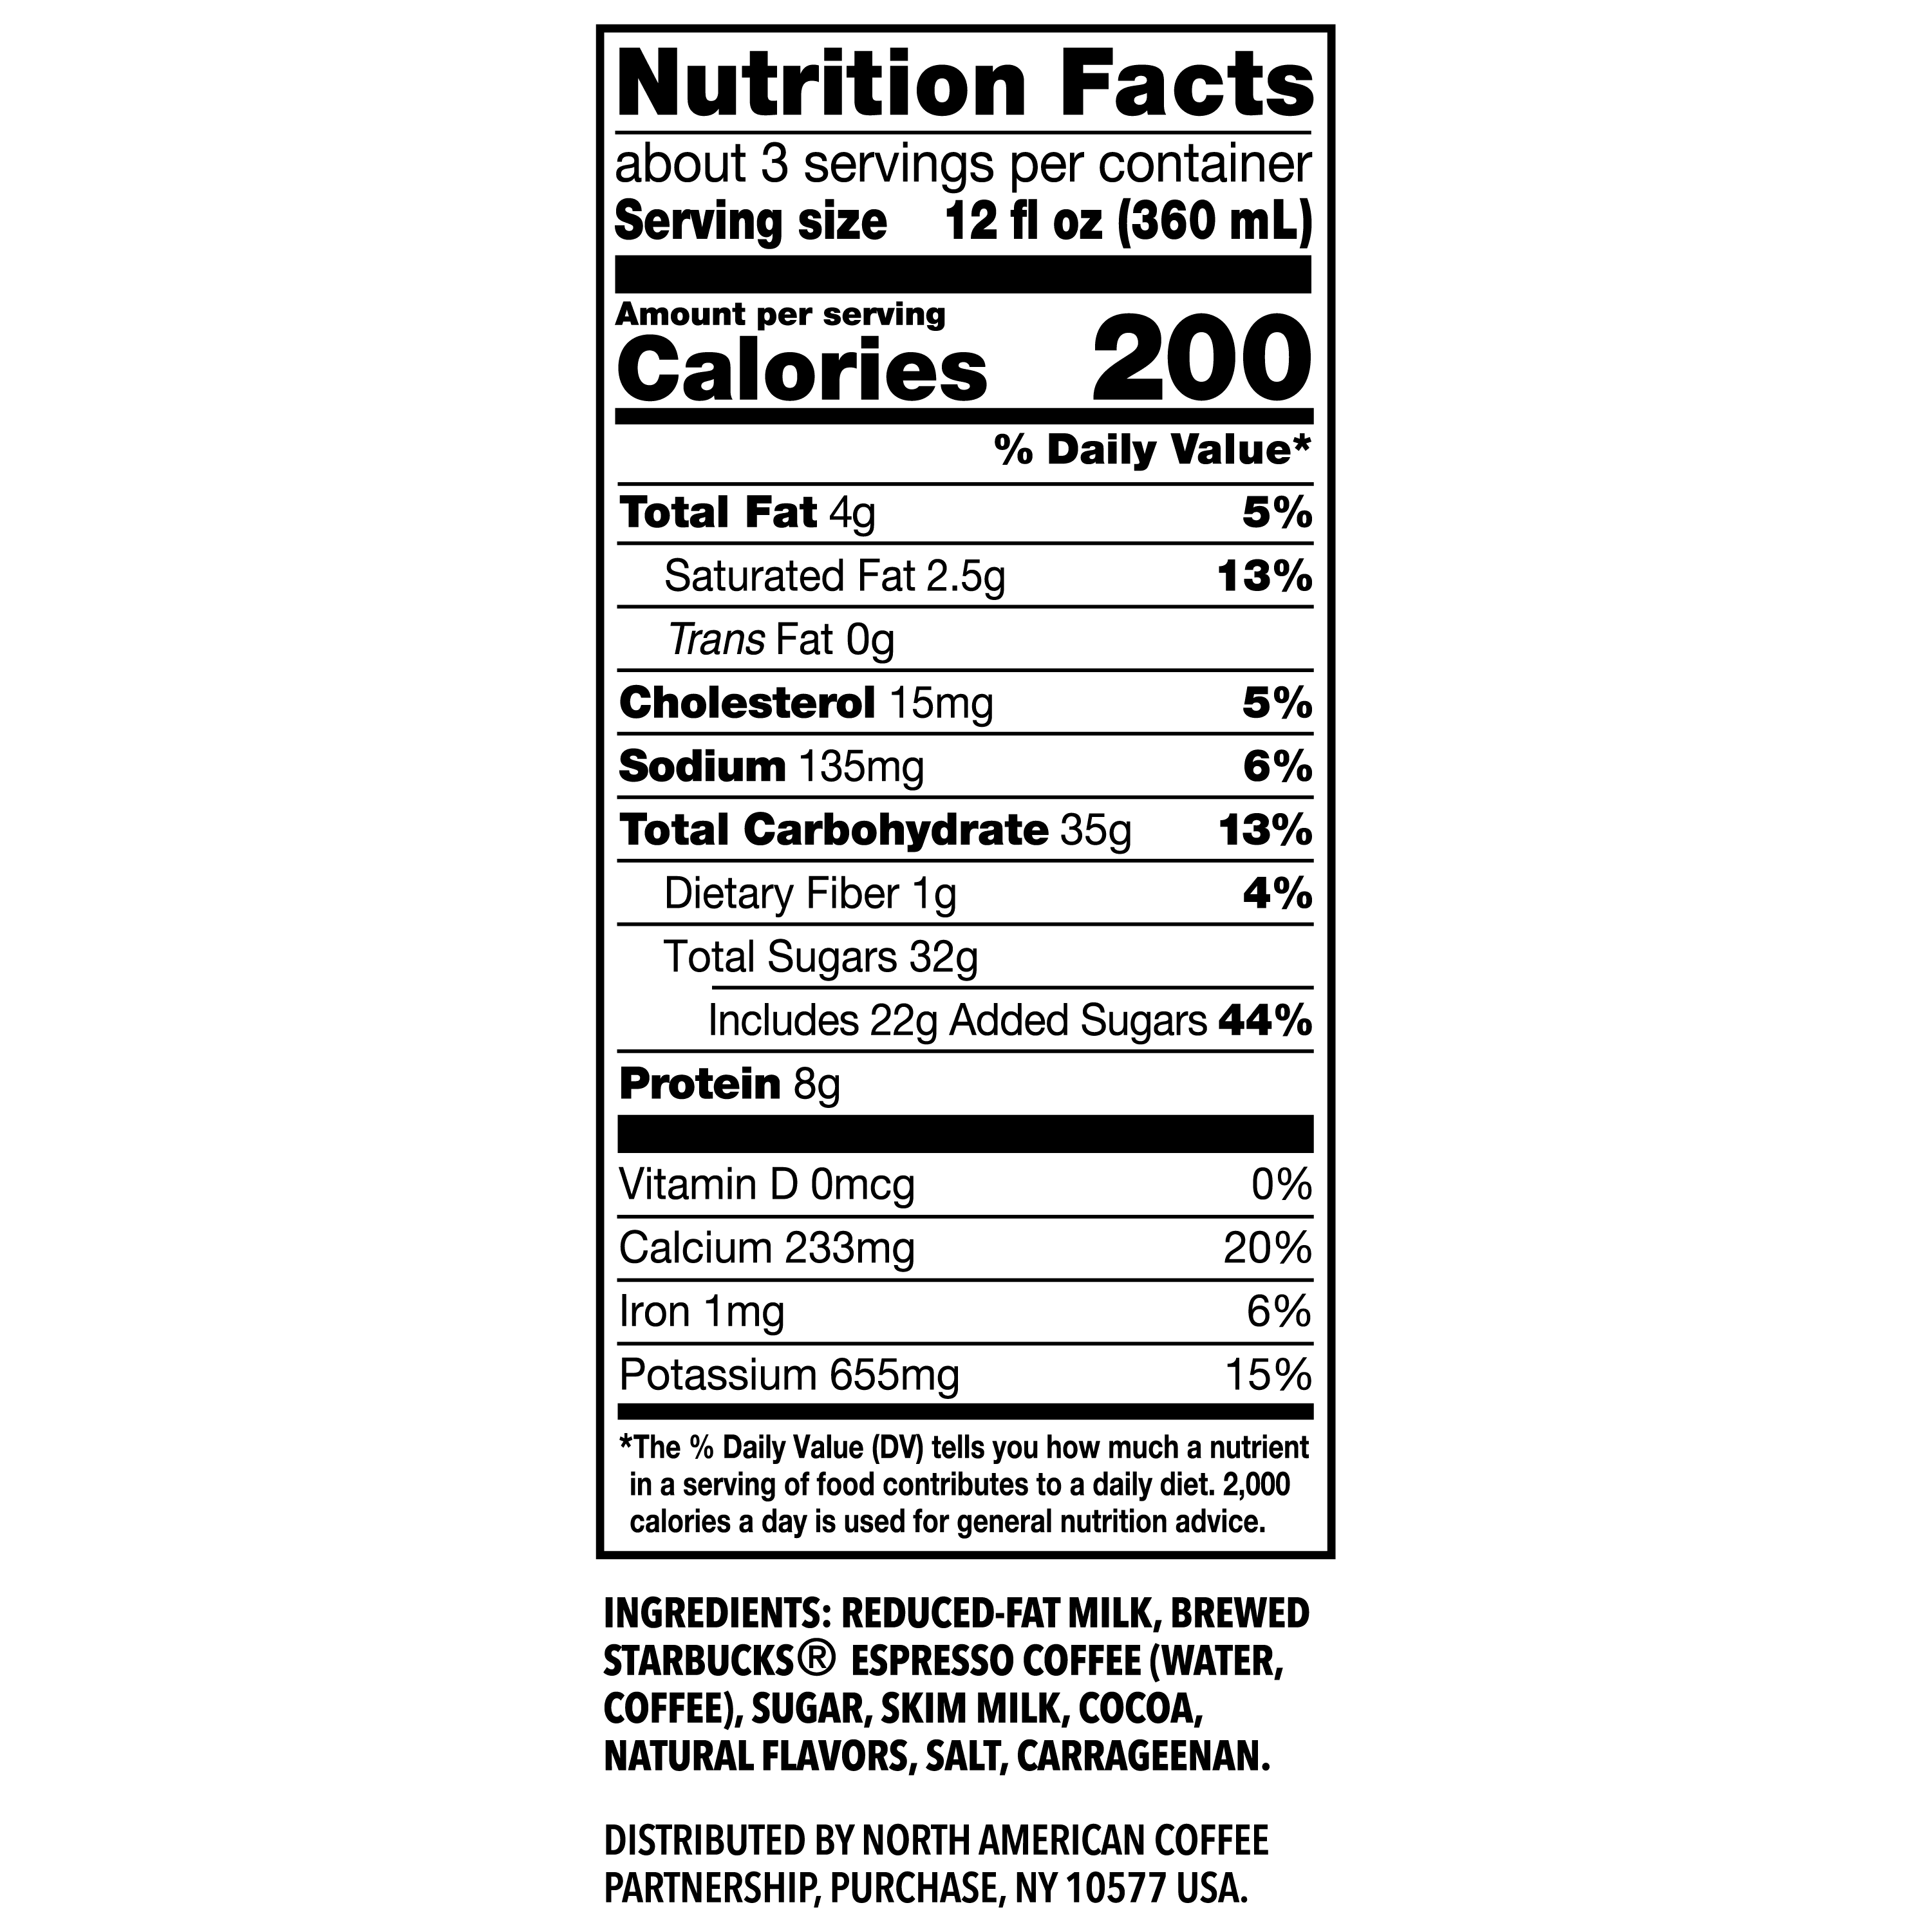 Nutrition Facts
about 3 servings per container
Serving size 12 fl oz (360 mL)
Amount per serving
Calories 200
% Daily Value*
Total Fat 4g 5%
Saturated Fat 2.5g 13%
Trans Fat 0g
Cholesterol 15mg 5%
Sodium 135mg 6%
Total Carbohydrate 35g 13%
Dietary Fiber 1g 4%
Total Sugars 32g
Includes 22g Added Sugars 44%
Protein 8g
Vitamin D 0mcg 0%
Calcium 233mg 20%
Iron 1mg 6%
Potassium 655mg 15%
*The % Daily Value (DV) tells you how much a nutrient
in a serving of food contributes to a daily diet. 2,000
calories a day is used for general nutrition advice.
INGREDIENTS: REDUCED-FAT MILK, BREWED
STARBUCKS® ESPRESSO COFFEE (WATER,
COFFEE), SUGAR, SKIM MILK, COCOA,
NATURAL FLAVORS, SALT, CARRAGEENAN.
DISTRIBUTED BY NORTH AMERICAN COFFEE
PARTNERSHIP, PURCHASE, NY 10577 USA.